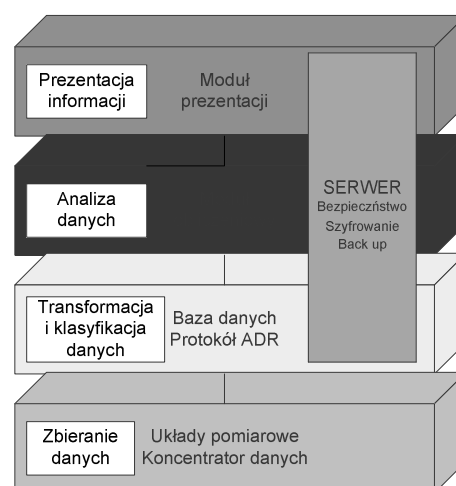 Prezentacja
informacji
Moduł
prezentacji
SERWER
Bezpieczństwo
Szyfrowanie
Back up
Analiza
danych
Transformacja
i klasyfikacja
danych
Baza danych
Protokół ADR
Zbieranie
danych
Układy pomiarowe
Koncentrator danych